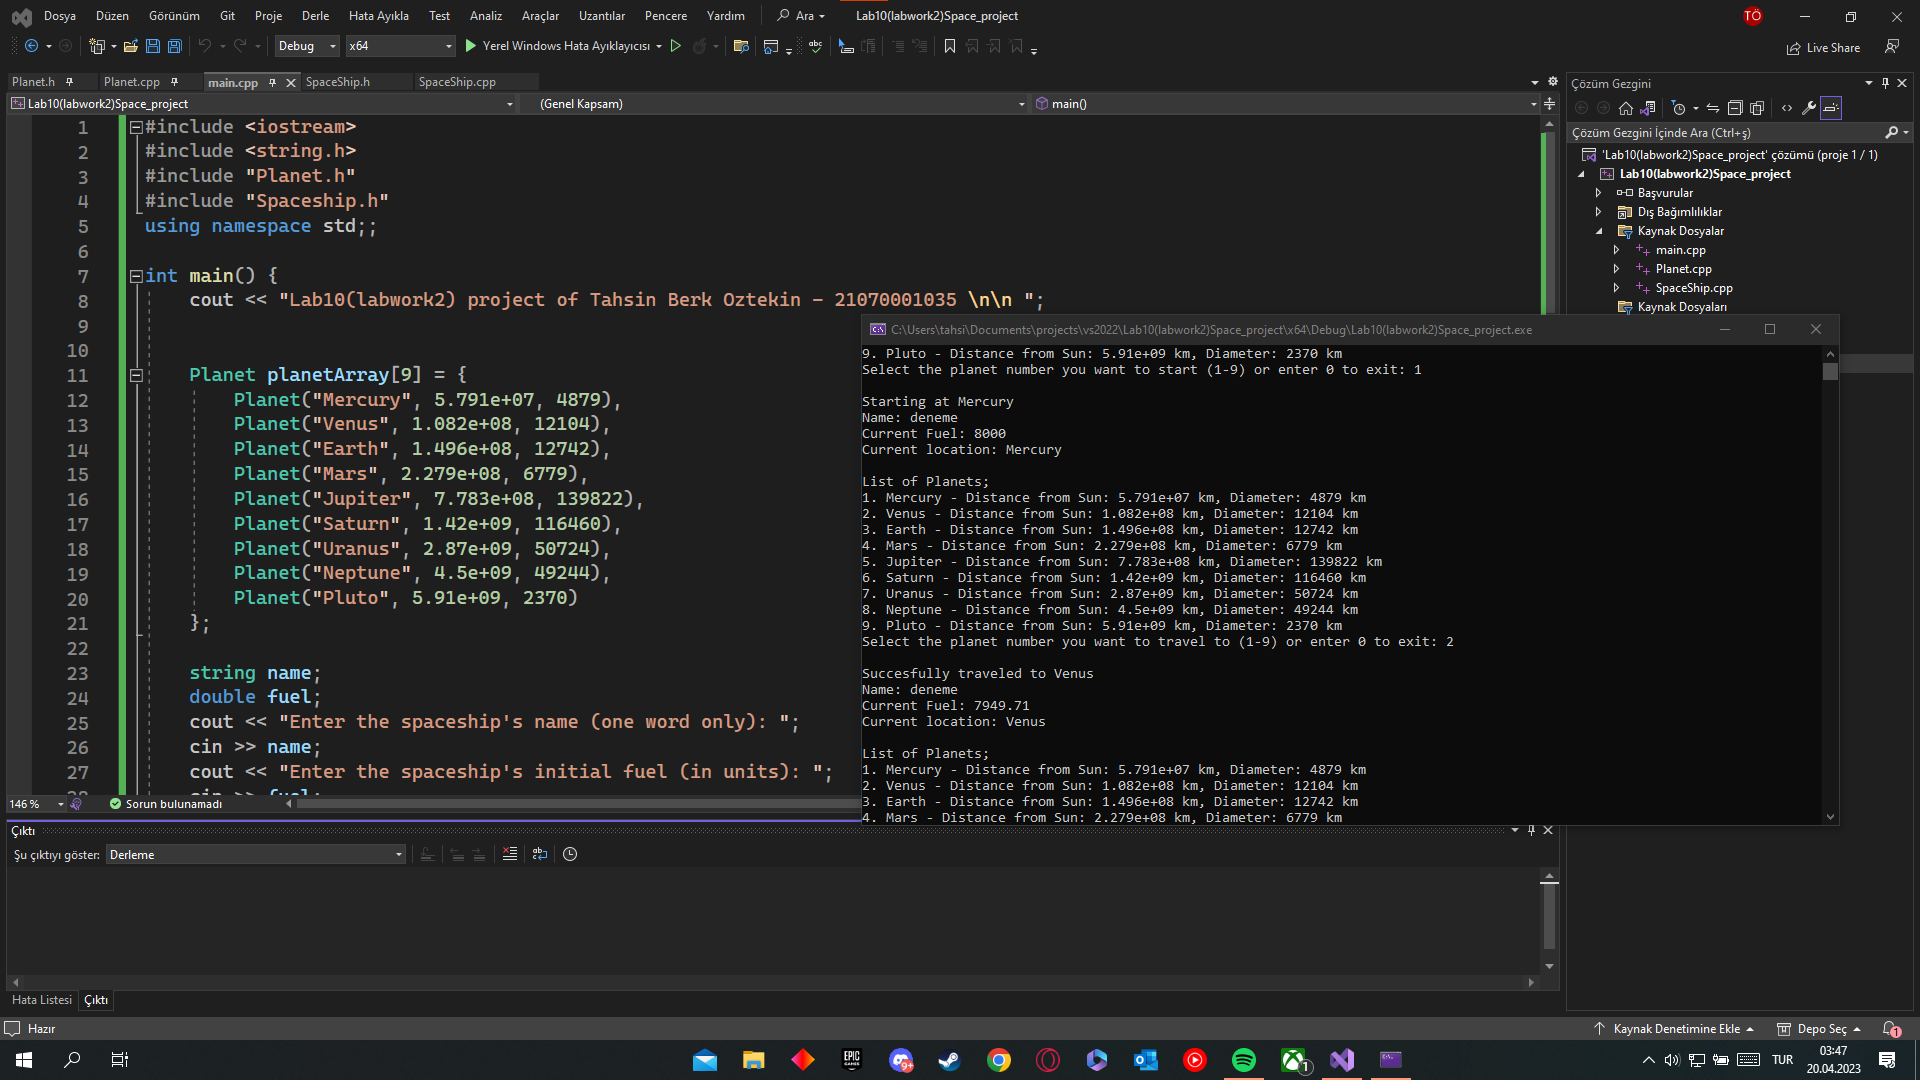 Dosya Düzen Görünüm Git Proje Derle Hata Ayıkla Test Analiz Araçlar Uzantılar Pencere Yardım Ara Lab10(labwork2)Space_project TÖ
Debug x64 Yerel Windows Hata Ayıklayıcısı Live Share
Planet.h Planet.cpp main.cpp SpaceShip.h SpaceShip.cpp
Lab10(labwork2)Space_project (Genel Kapsam) main()
1 #include <iostream>
2 #include <string.h>
3 #include "Planet.h"
4 #include "Spaceship.h"
5 using namespace std;;
6
7 int main() {
8 cout << "Lab10(labwork2) project of Tahsin Berk Oztekin - 21070001035 \n\n ";
9
10
11 Planet planetArray[9] = {
12 Planet("Mercury", 5.791e+07, 4879),
13 Planet("Venus", 1.082e+08, 12104),
14 Planet("Earth", 1.496e+08, 12742),
15 Planet("Mars", 2.279e+08, 6779),
16 Planet("Jupiter", 7.783e+08, 139822),
17 Planet("Saturn", 1.42e+09, 116460),
18 Planet("Uranus", 2.87e+09, 50724),
19 Planet("Neptune", 4.5e+09, 49244),
20 Planet("Pluto", 5.91e+09, 2370)
21 };
22
23 string name;
24 double fuel;
25 cout << "Enter the spaceship's name (one word only): ";
26 cin >> name;
27 cout << "Enter the spaceship's initial fuel (in units): ";
28 cin >> fuel;
146 % Sorun bulunamadı
C:\Users\tahsi\Documents\projects\vs2022\Lab10(labwork2)Space_project\x64\Debug\Lab10(labwork2)Space_project.exe
9. Pluto - Distance from Sun: 5.91e+09 km, Diameter: 2370 km
Select the planet number you want to start (1-9) or enter 0 to exit: 1
Starting at Mercury
Name: deneme
Current Fuel: 8000
Current location: Mercury
List of Planets;
1. Mercury - Distance from Sun: 5.791e+07 km, Diameter: 4879 km
2. Venus - Distance from Sun: 1.082e+08 km, Diameter: 12104 km
3. Earth - Distance from Sun: 1.496e+08 km, Diameter: 12742 km
4. Mars - Distance from Sun: 2.279e+08 km, Diameter: 6779 km
5. Jupiter - Distance from Sun: 7.783e+08 km, Diameter: 139822 km
6. Saturn - Distance from Sun: 1.42e+09 km, Diameter: 116460 km
7. Uranus - Distance from Sun: 2.87e+09 km, Diameter: 50724 km
8. Neptune - Distance from Sun: 4.5e+09 km, Diameter: 49244 km
9. Pluto - Distance from Sun: 5.91e+09 km, Diameter: 2370 km
Select the planet number you want to travel to (1-9) or enter 0 to exit: 2
Succesfully traveled to Venus
Name: deneme
Current Fuel: 7949.71
Current location: Venus
List of Planets;
1. Mercury - Distance from Sun: 5.791e+07 km, Diameter: 4879 km
2. Venus - Distance from Sun: 1.082e+08 km, Diameter: 12104 km
3. Earth - Distance from Sun: 1.496e+08 km, Diameter: 12742 km
4. Mars - Distance from Sun: 2.279e+08 km, Diameter: 6779 km
Çözüm Gezgini
Çözüm Gezgini İçinde Ara (Ctrl+ş)
'Lab10(labwork2)Space_project' çözümü (proje 1 / 1)
Lab10(labwork2)Space_project
Başvurular
Dış Bağımlılıklar
Kaynak Dosyalar
main.cpp
Planet.cpp
SpaceShip.cpp
Kaynak Dosyaları
Çıktı
Şu çıktıyı göster: Derleme
Hata Listesi Çıktı
Hazır Kaynak Denetimine Ekle Depo Seç 1
EPIC GAMES 9+ 1 TUR 03:47
20.04.2023